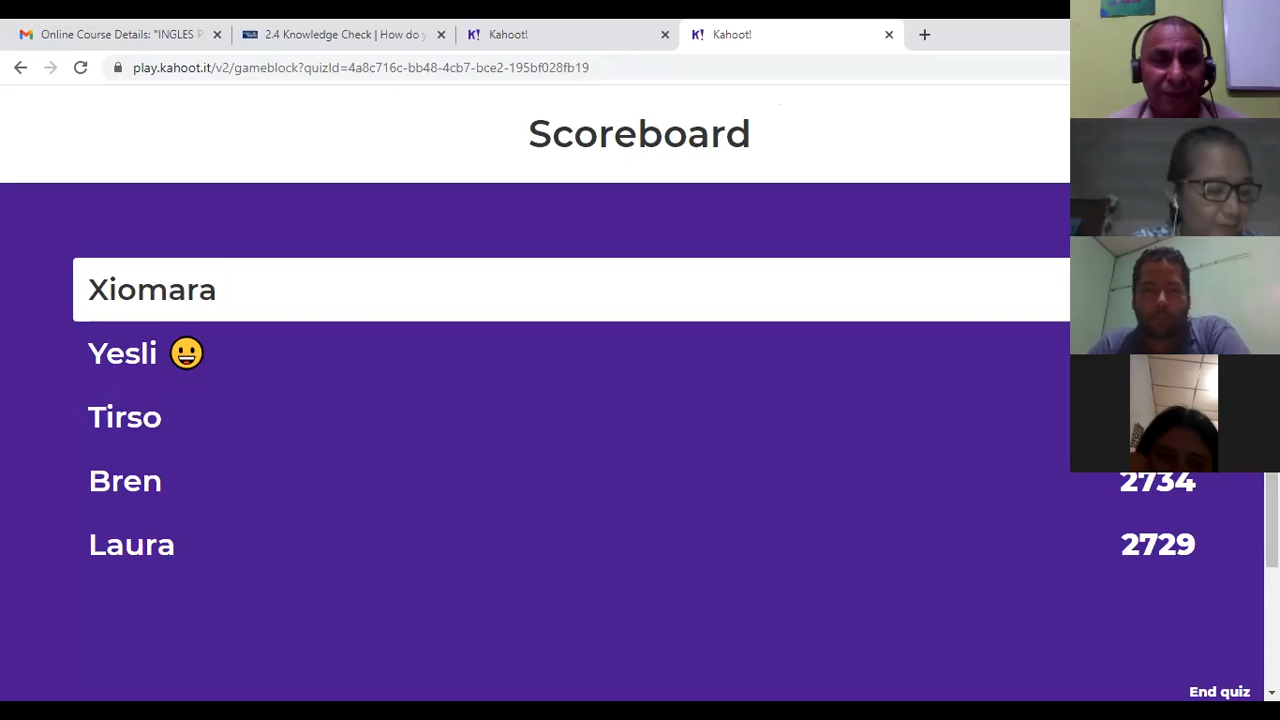 Online Course Details: "INGLES P
2.4 Knowledge Check | How do y
K! Kahoot!
K! Kahoot!
play.kahoot.it/v2/gameblock?quizId=4a8c716c-bb48-4cb7-bce2-195bf028fb19
Scoreboard
Xiomara
Yesli 😀
Tirso
Bren 2734
Laura 2729
End quiz